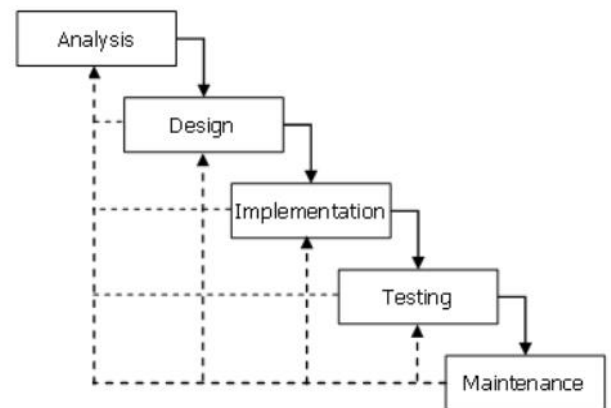 Analysis
Design
Implementation
Testing
Maintenance